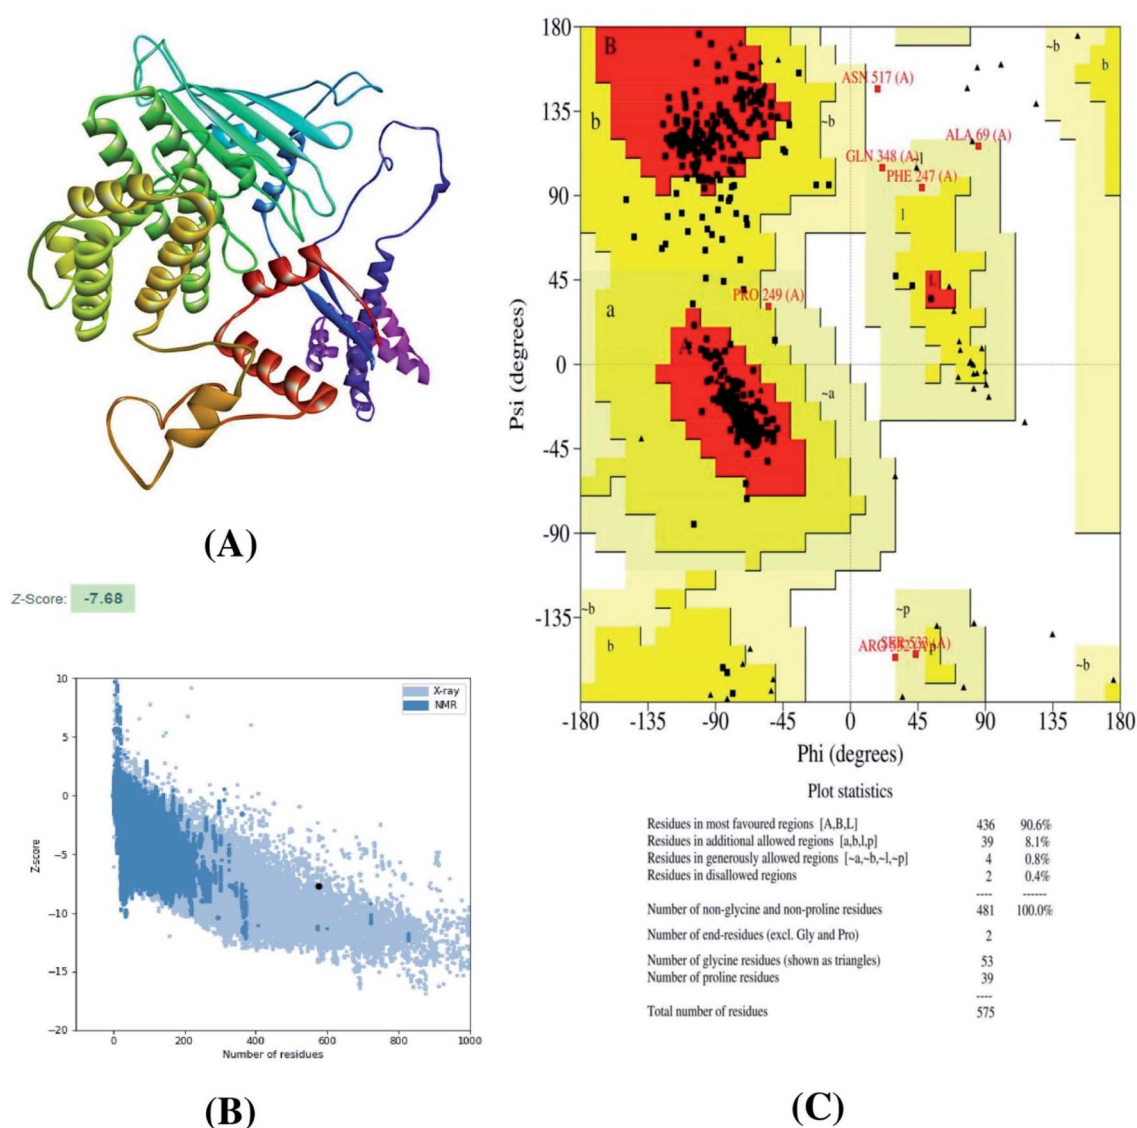 (A)
Z-Score: -7.68
10
X-ray
NMR
5
0
−5
−10
−15
−20
Z-score
0 200 400 600 800 1000
Number of residues
(B)
180
135
90
45
0
-45
-90
-135
Psi (degrees)
B
~b
b
ASN 517 (A)
b
~b
ALA 69 (A)
GLN 348 (A)
~l
PHE 247 (A)
l
L
PRO 249 (A)
a
A
~a
~b
~p
SER 533 (A)
ARG 532 (A)
p
b
~b
-180 -135 -90 -45 0 45 90 135 180
Phi (degrees)
Plot statistics
Residues in most favoured regions [A,B,L] 436 90.6%
Residues in additional allowed regions [a,b,l,p] 39 8.1%
Residues in generously allowed regions [~a,~b,~l,~p] 4 0.8%
Residues in disallowed regions 2 0.4%
---- ------
Number of non-glycine and non-proline residues 481 100.0%
Number of end-residues (excl. Gly and Pro) 2
Number of glycine residues (shown as triangles) 53
Number of proline residues 39
----
Total number of residues 575
(C)